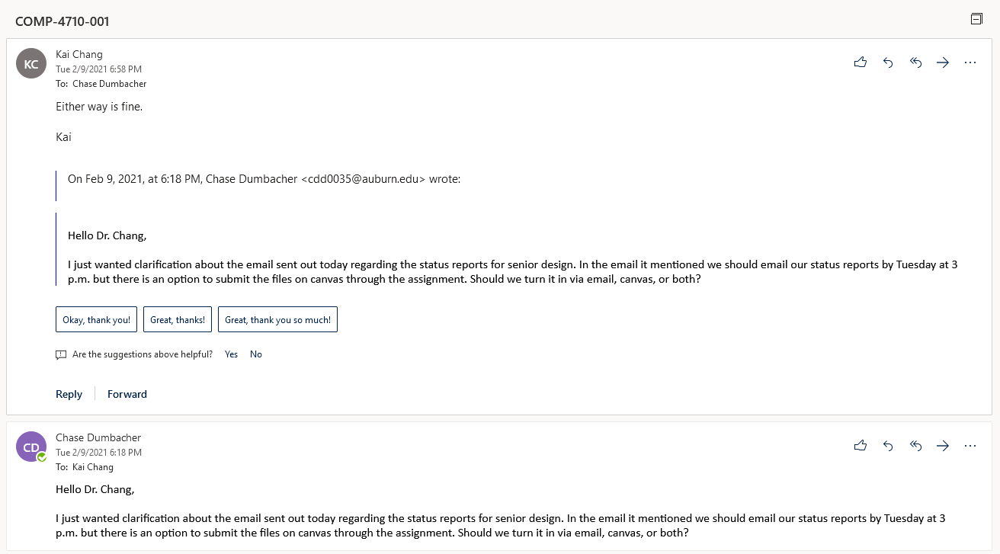 COMP-4710-001
KC
Kai Chang
Tue 2/9/2021 6:58 PM
To: Chase Dumbacher
Either way is fine.
Kai
On Feb 9, 2021, at 6:18 PM, Chase Dumbacher <cdd0035@auburn.edu> wrote:
Hello Dr. Chang,
I just wanted clarification about the email sent out today regarding the status reports for senior design. In the email it mentioned we should email our status reports by Tuesday at 3
p.m. but there is an option to submit the files on canvas through the assignment. Should we turn it in via email, canvas, or both?
Okay, thank you! Great, thanks! Great, thank you so much!
Are the suggestions above helpful? Yes No
Reply Forward
CD
Chase Dumbacher
Tue 2/9/2021 6:18 PM
To: Kai Chang
Hello Dr. Chang,
I just wanted clarification about the email sent out today regarding the status reports for senior design. In the email it mentioned we should email our status reports by Tuesday at 3
p.m. but there is an option to submit the files on canvas through the assignment. Should we turn it in via email, canvas, or both?